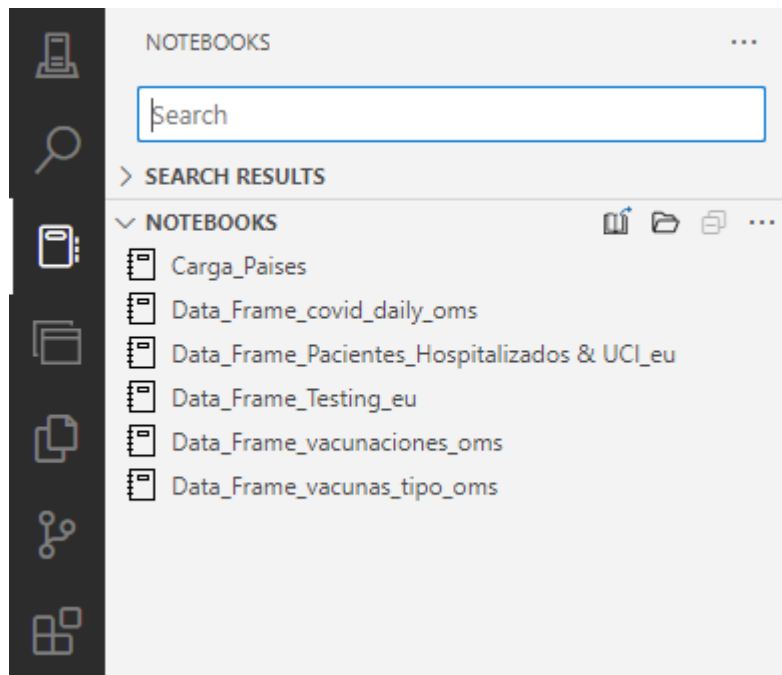 NOTEBOOKS
Search
SEARCH RESULTS
NOTEBOOKS
Carga_Paises
Data_Frame_covid_daily_oms
Data_Frame_Pacientes_Hospitalizados & UCI_eu
Data_Frame_Testing_eu
Data_Frame_vacunaciones_oms
Data_Frame_vacunas_tipo_oms